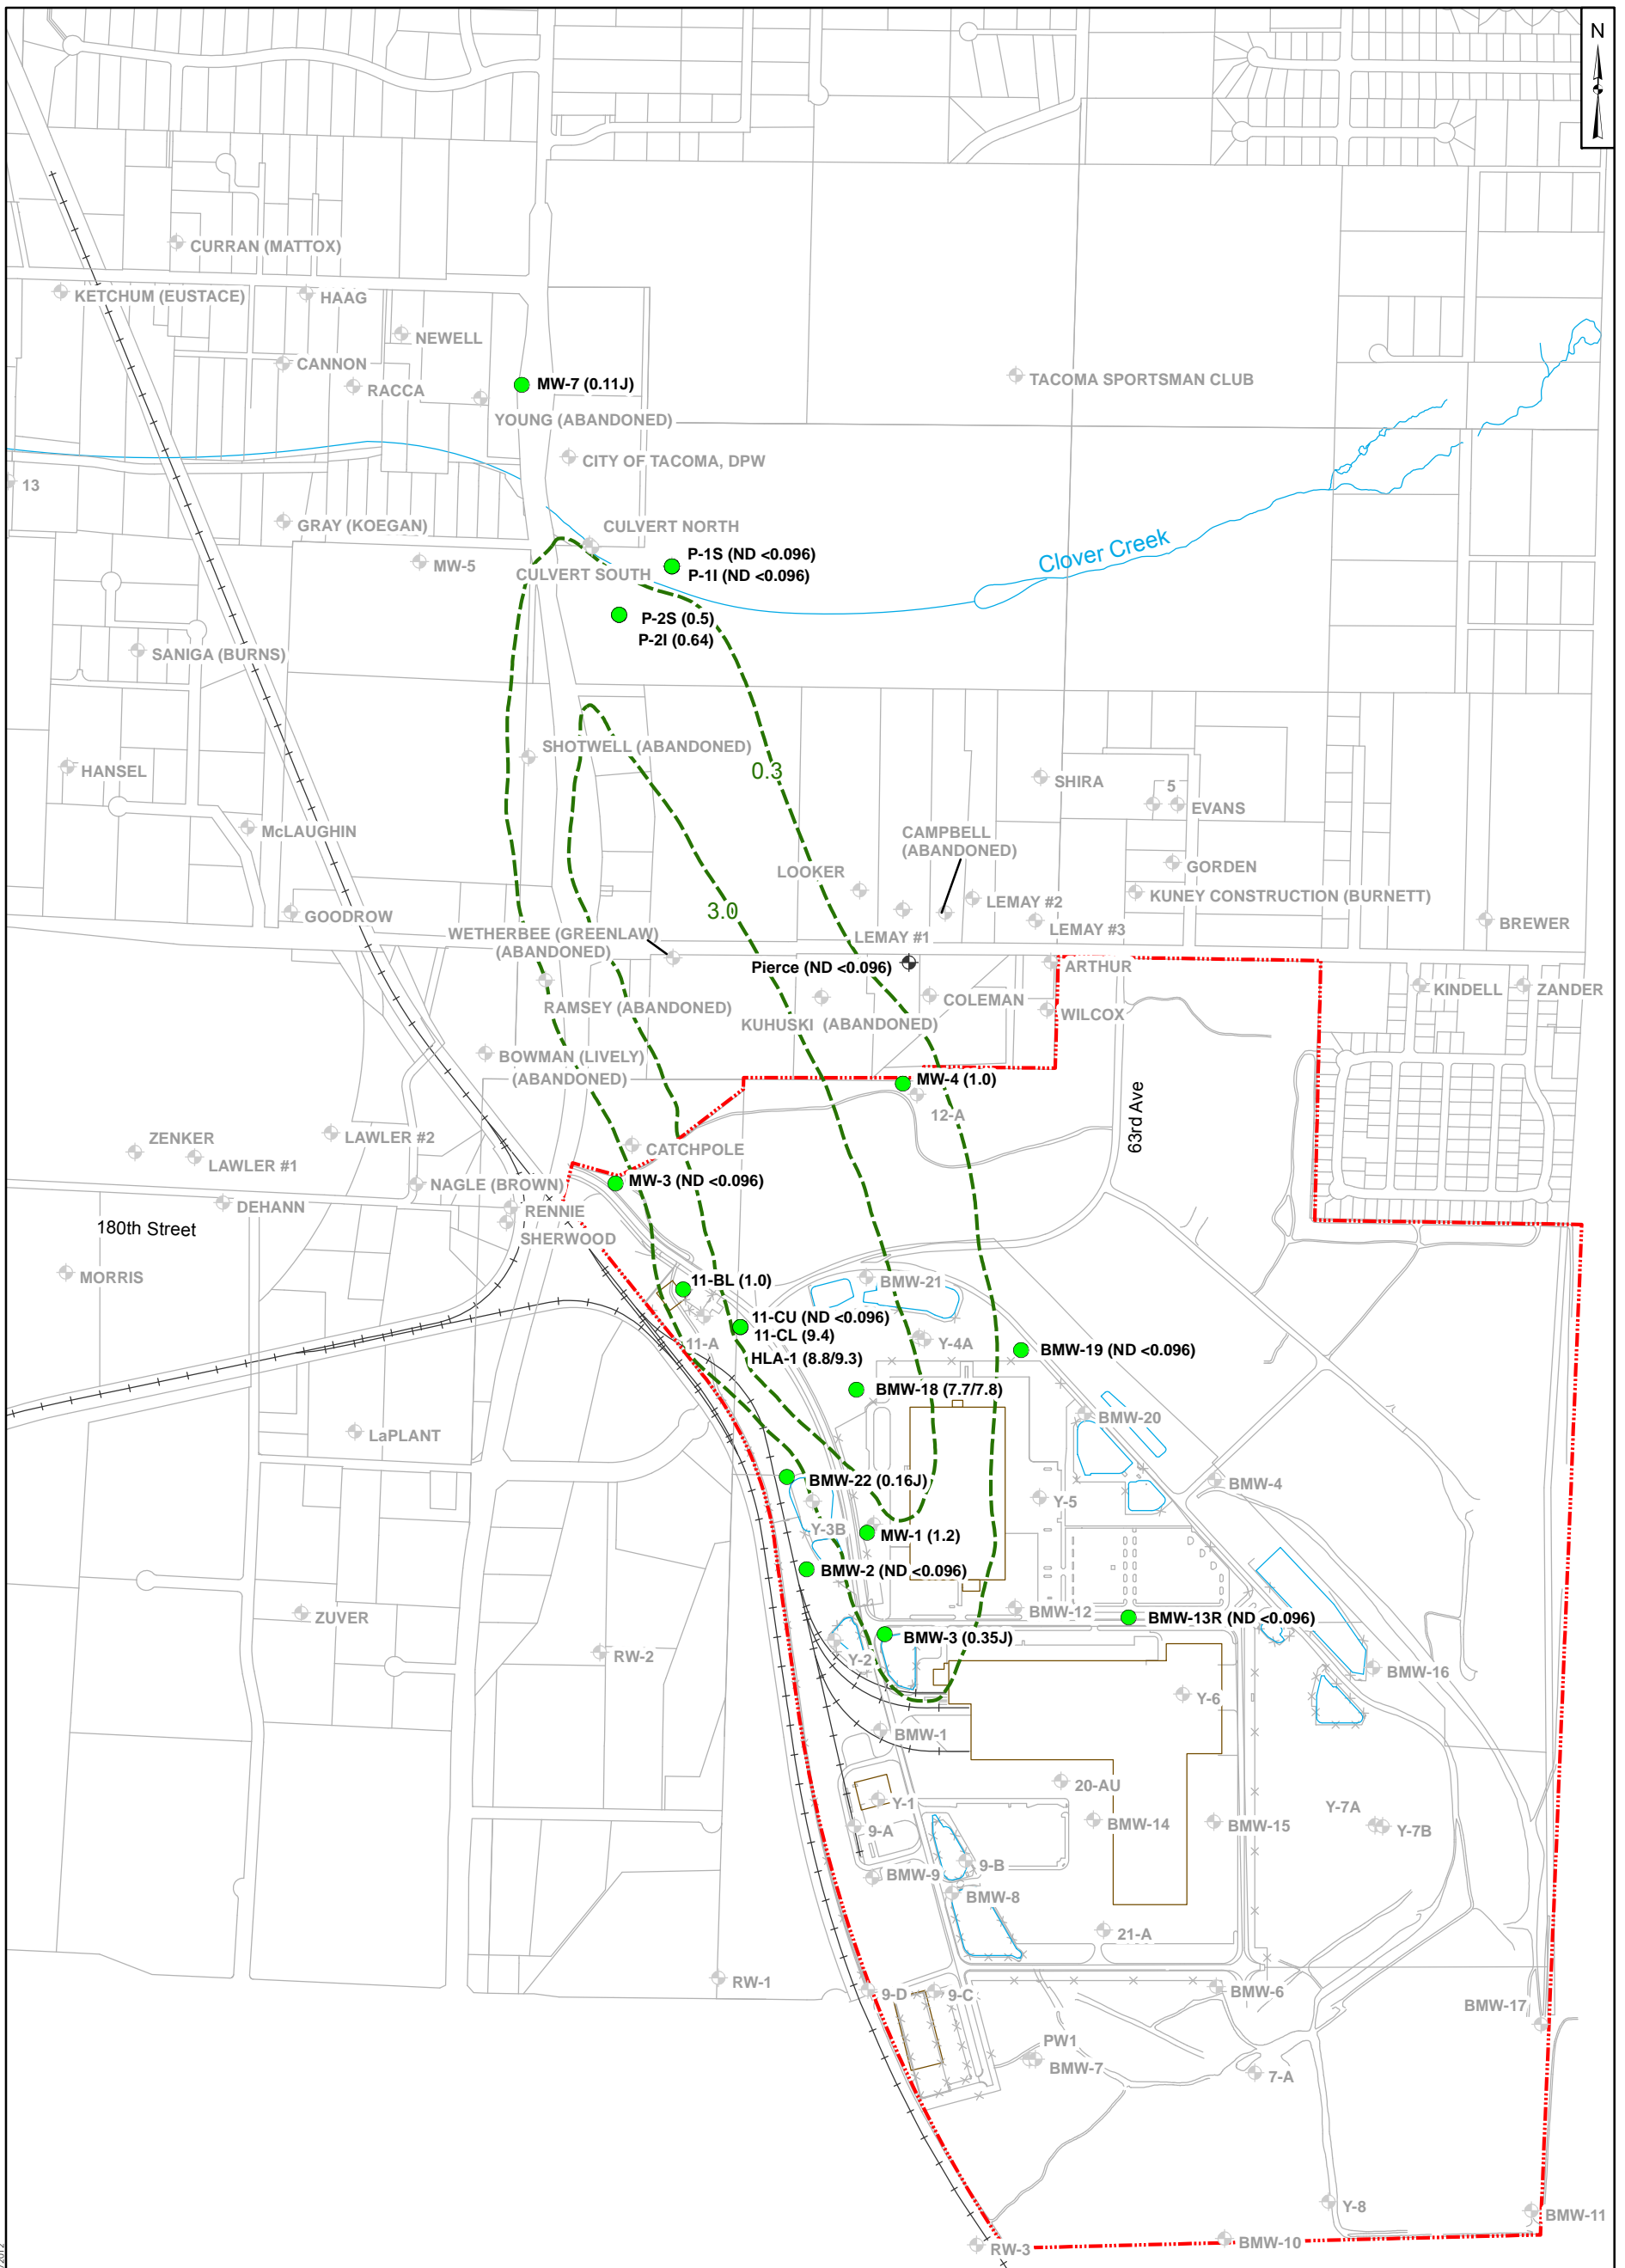 N
CURRAN (MATTOX)
KETCHUM (EUSTACE)
HAAG
NEWELL
CANNON
RACCA
MW-7 (0.11J)
TACOMA SPORTSMAN CLUB
YOUNG (ABANDONED)
CITY OF TACOMA, DPW
13
GRAY (KOEGAN)
CULVERT NORTH
Clover Creek
MW-5
P-1S (ND <0.096)
P-1I (ND <0.096)
CULVERT SOUTH
P-2S (0.5)
P-2I (0.64)
SANIGA (BURNS)
SHOTWELL (ABANDONED)
HANSEL
0.3
SHIRA
5
EVANS
McLAUGHIN
CAMPBELL
(ABANDONED)
GORDEN
LOOKER
KUNEY CONSTRUCTION (BURNETT)
LEMAY #2
GOODROW
3.0
LEMAY #3
BREWER
WETHERBEE (GREENLAW)
(ABANDONED)
LEMAY #1
Pierce (ND <0.096)
ARTHUR
KINDELL
ZANDER
RAMSEY (ABANDONED)
COLEMAN
WILCOX
KUHUSKI (ABANDONED)
BOWMAN (LIVELY)
(ABANDONED)
MW-4 (1.0)
12-A
63rd Ave
ZENKER
LAWLER #2
CATCHPOLE
LAWLER #1
MW-3 (ND <0.096)
NAGLE (BROWN)
DEHANN
RENNIE
180th Street
SHERWOOD
MORRIS
11-BL (1.0)
BMW-21
11-CU (ND <0.096)
11-CL (9.4)
11-A
Y-4A
BMW-19 (ND <0.096)
HLA-1 (8.8/9.3)
BMW-18 (7.7/7.8)
BMW-20
LaPLANT
BMW-22 (0.16J)
BMW-4
Y-5
Y-3B
MW-1 (1.2)
BMW-2 (ND <0.096)
ZUVER
BMW-12
BMW-13R (ND <0.096)
BMW-3 (0.35J)
RW-2
Y-2
BMW-16
Y-6
BMW-1
20-AU
Y-1
Y-7A
9-A
BMW-14
BMW-15
Y-7B
9-B
BMW-9
BMW-8
21-A
RW-1
9-D
9-C
BMW-6
BMW-17
PW1
BMW-7
7-A
Y-8
BMW-11
BMW-10
RW-3